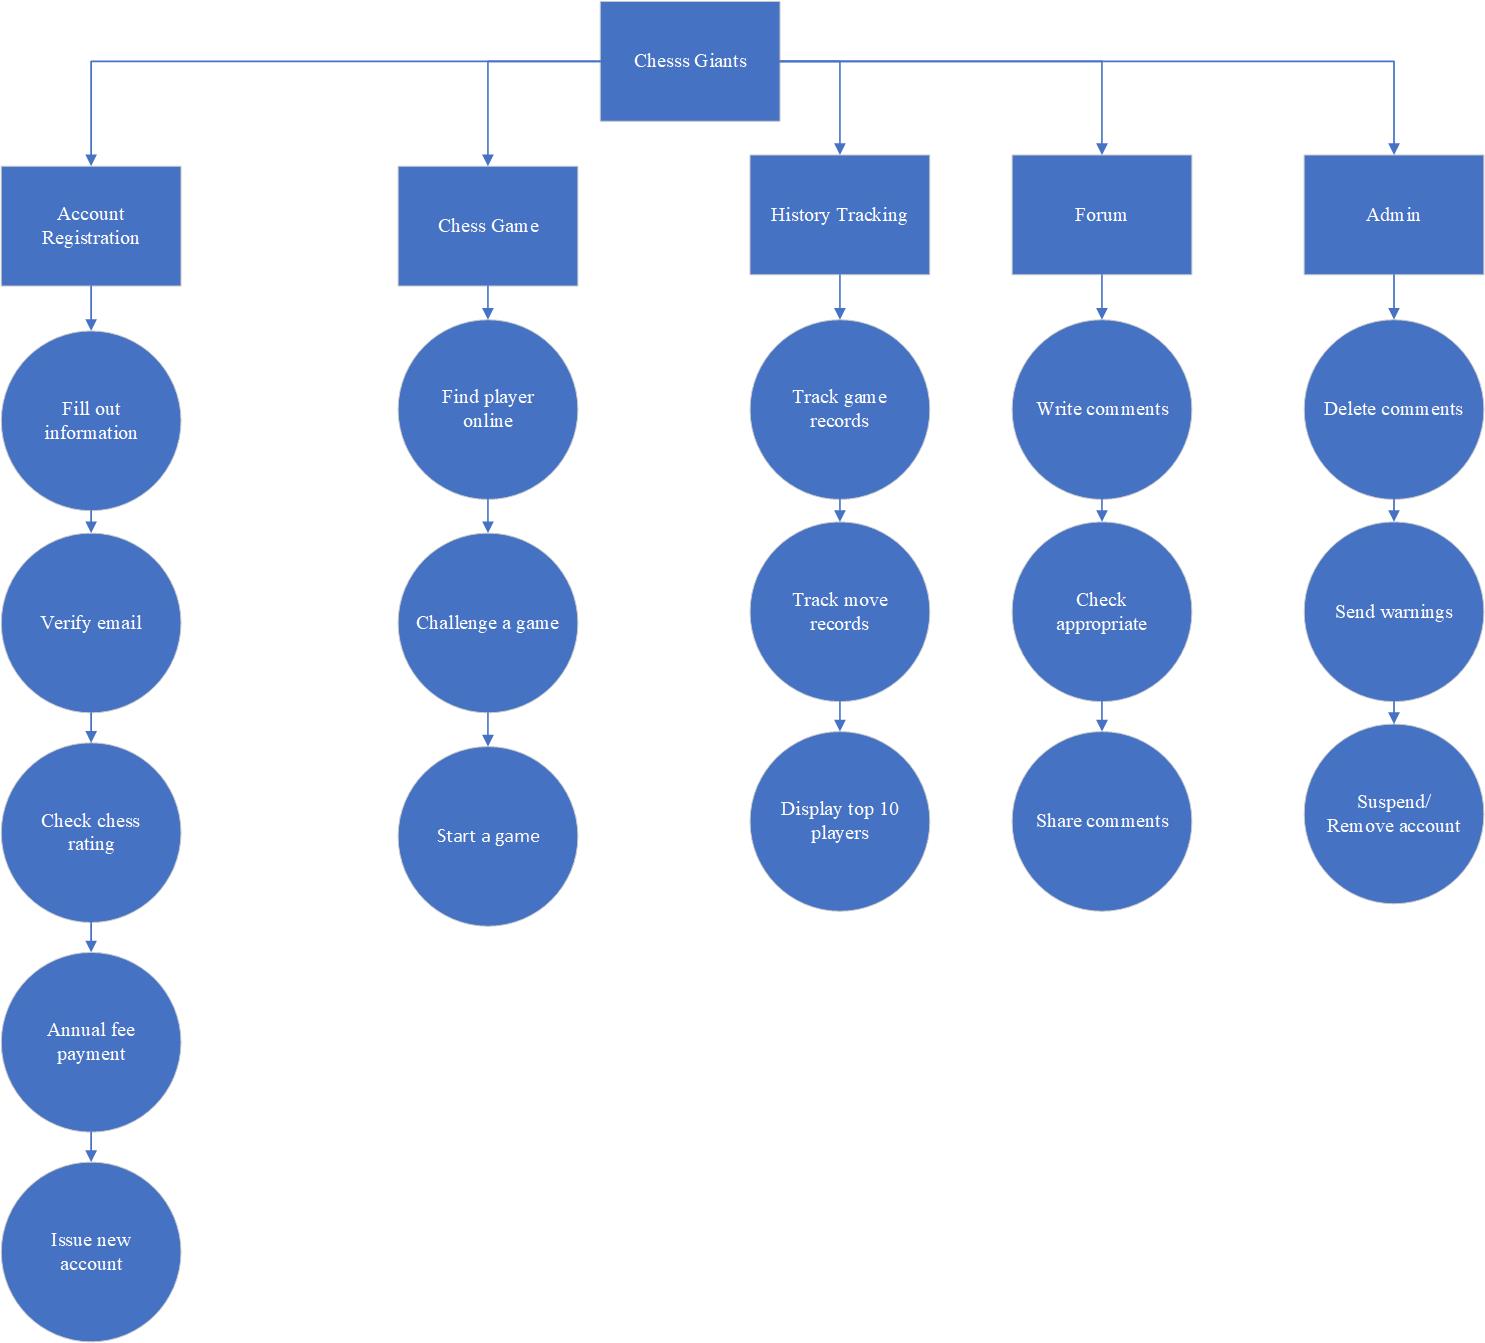 Chesss Giants
Account
Registration
Chess Game
History Tracking
Forum
Admin
Fill out
information
Find player
online
Track game
records
Write comments
Delete comments
Verify email
Challenge a game
Track move
records
Check
appropriate
Send warnings
Check chess
rating
Start a game
Display top 10
players
Share comments
Suspend/
Remove account
Annual fee
payment
Issue new
account